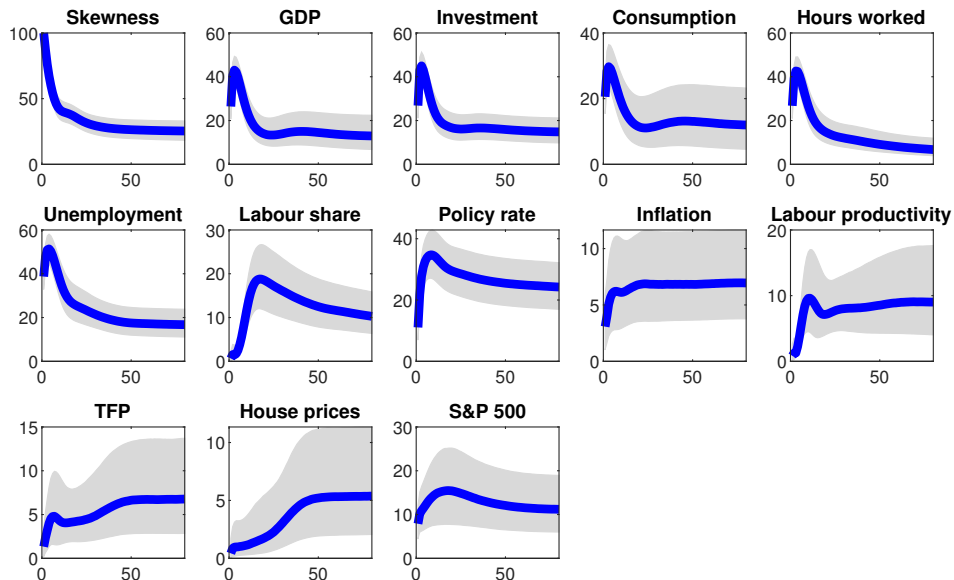 Skewness GDP Investment Consumption Hours worked
100 60 60 40 60
40 40 40
50 20
20 20 20
0 0 0 0 0
0 50 0 50 0 50 0 50 0 50
Unemployment Labour share Policy rate Inflation Labour productivity
60 30 40 10 20
40 20
20 5 10
20 10
0 0 0 0 0
0 50 0 50 0 50 0 50 0 50
TFP House prices S&P 500
15 10 30
10 20
5
5 10
0 0 0
0 50 0 50 0 50